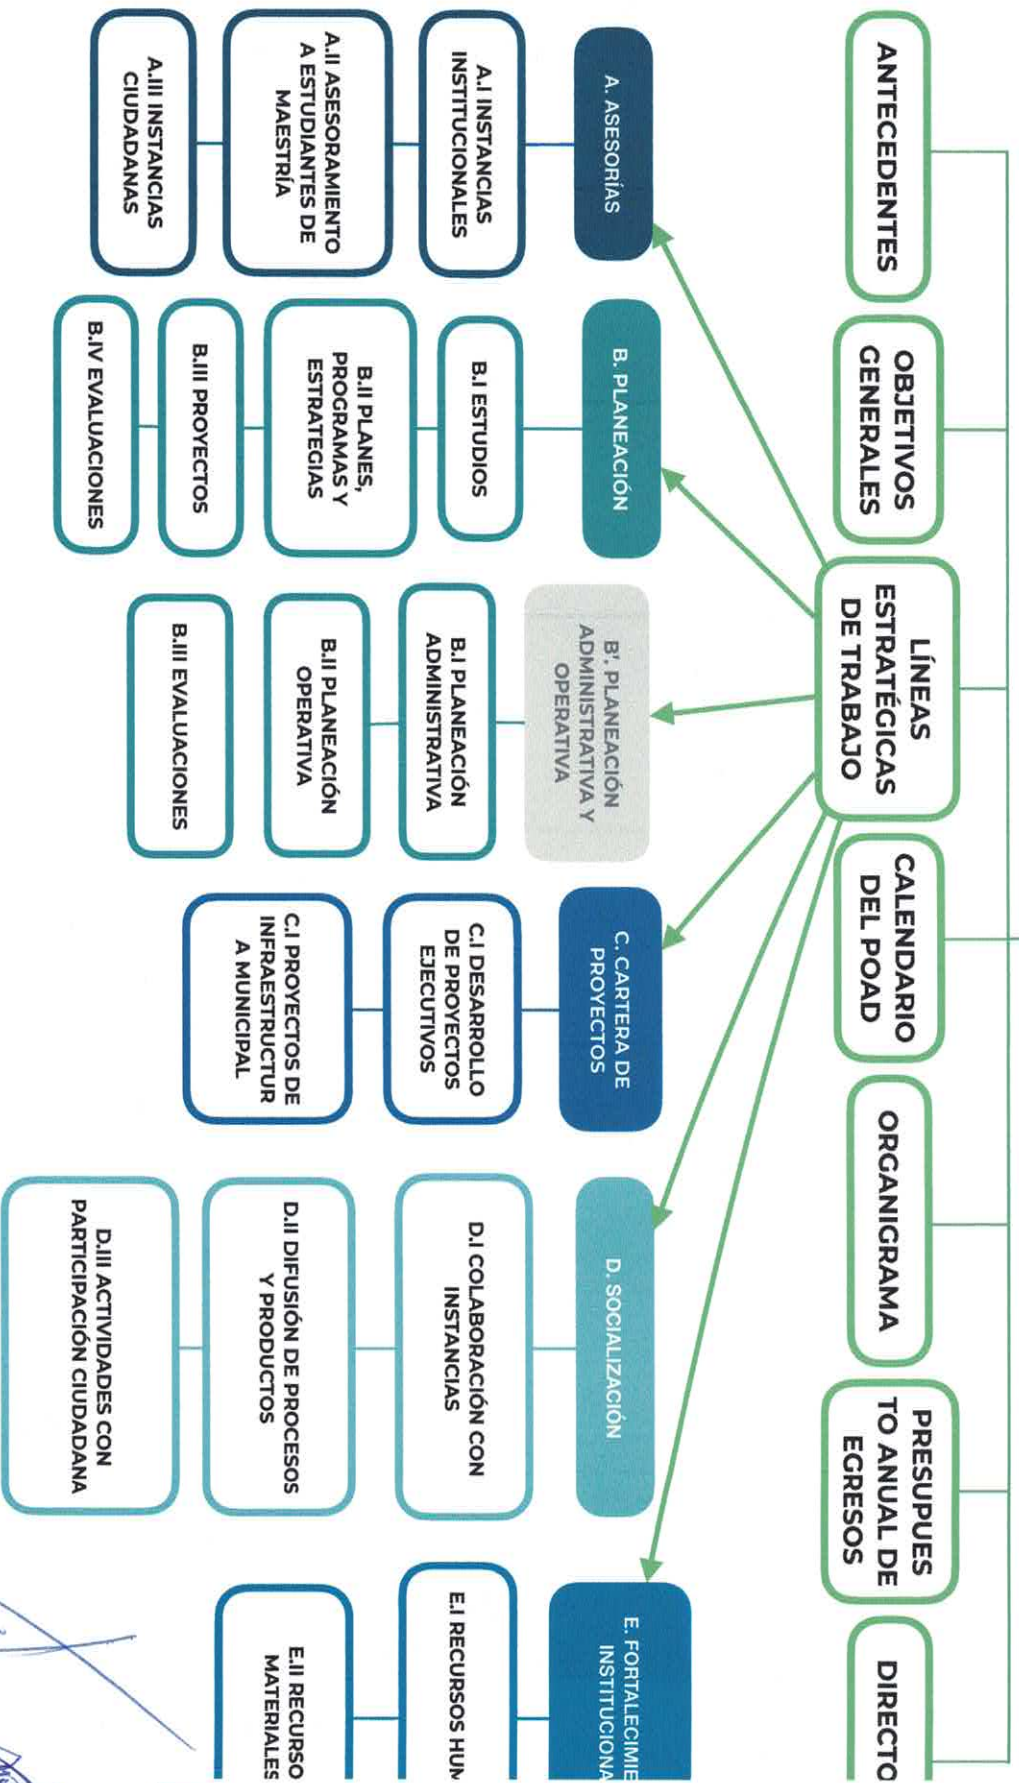 ANTECEDENTES
OBJETIVOS
GENERALES
LÍNEAS
ESTRATÉGICAS
DE TRABAJO
CALENDARIO
DEL POAD
ORGANIGRAMA
PRESUPUES
TO ANUAL DE
EGRESOS
DIRECTO
A. ASESORÍAS
A.I INSTANCIAS
INSTITUCIONALES
A.II ASESORAMIENTO
A ESTUDIANTES DE
MAESTRÍA
A.III INSTANCIAS
CIUDADANAS
B. PLANEACIÓN
B.I ESTUDIOS
B.II PLANES,
PROGRAMAS Y
ESTRATEGIAS
B.III PROYECTOS
B.IV EVALUACIONES
B'. PLANEACIÓN
ADMINISTRATIVA Y
OPERATIVA
B.I PLANEACIÓN
ADMINISTRATIVA
B.II PLANEACIÓN
OPERATIVA
B.III EVALUACIONES
C. CARTERA DE
PROYECTOS
C.I DESARROLLO
DE PROYECTOS
EJECUTIVOS
C.I PROYECTOS DE
INFRAESTRUCTUR
A MUNICIPAL
D. SOCIALIZACIÓN
D.I COLABORACIÓN CON
INSTANCIAS
D.II DIFUSIÓN DE PROCESOS
Y PRODUCTOS
D.III ACTIVIDADES CON
PARTICIPACIÓN CIUDADANA
E. FORTALECIMIE
INSTITUCIONA
E.I RECURSOS HUM
E.II RECURSO
MATERIALES